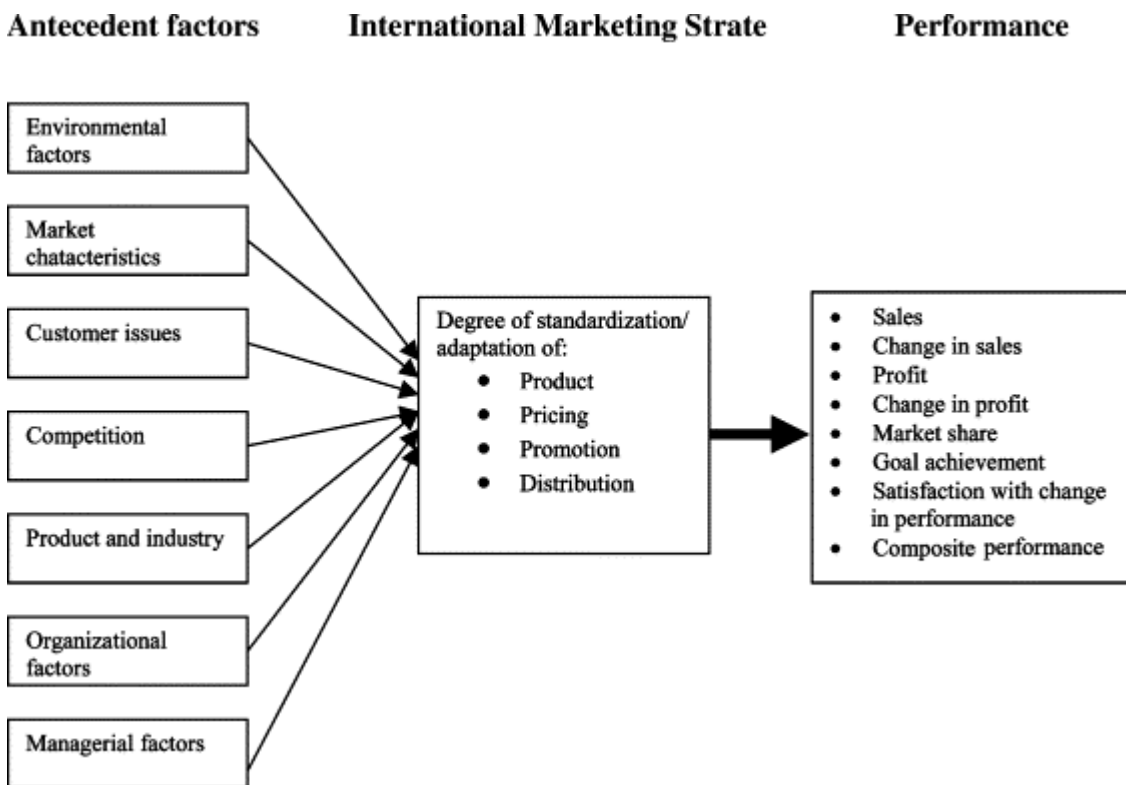 Antecedent factors
International Marketing Strate
Performance
Environmental
factors
Market
chatacteristics
Customer issues
Competition
Product and industry
Organizational
factors
Managerial factors
Degree of standardization/
adaptation of:
● Product
● Pricing
● Promotion
● Distribution
● Sales
● Change in sales
● Profit
● Change in profit
● Market share
● Goal achievement
● Satisfaction with change
in performance
● Composite performance